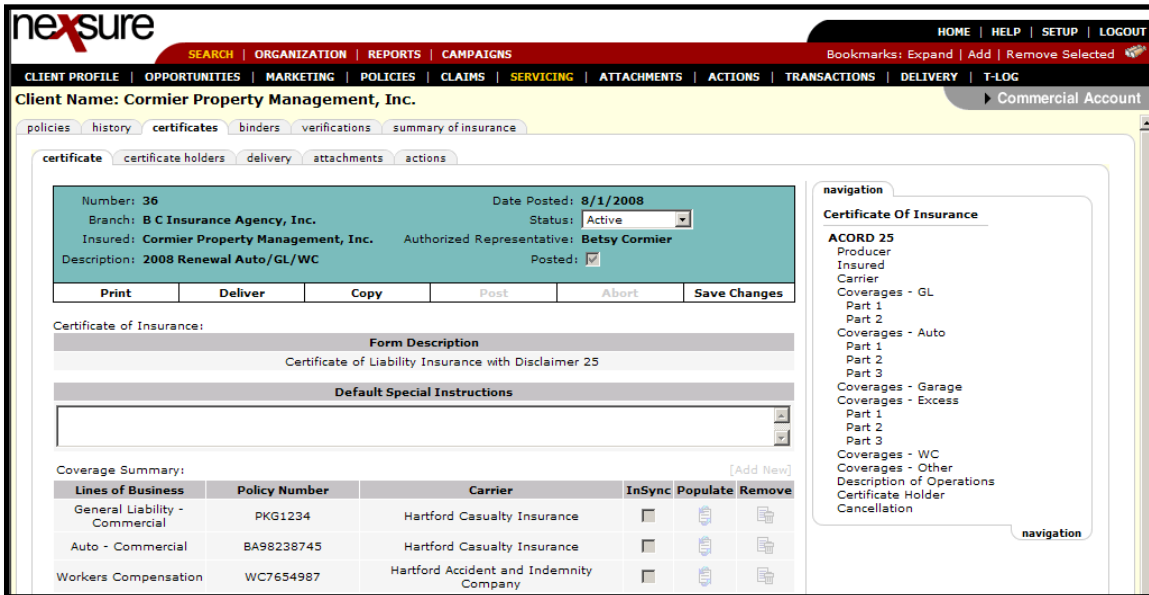 nexsure
HOME | HELP | SETUP | LOGOUT
SEARCH | ORGANIZATION | REPORTS | CAMPAIGNS
Bookmarks: Expand | Add | Remove Selected
CLIENT PROFILE | OPPORTUNITIES | MARKETING | POLICIES | CLAIMS | SERVICING | ATTACHMENTS | ACTIONS | TRANSACTIONS | DELIVERY | T-LOG
Client Name: Cormier Property Management, Inc.
Commercial Account
policies history certificates binders verifications summary of insurance
certificate certificate holders delivery attachments actions
Number: 36 Date Posted: 8/1/2008
Branch: B C Insurance Agency, Inc. Status: Active
Insured: Cormier Property Management, Inc. Authorized Representative: Betsy Cormier
Description: 2008 Renewal Auto/GL/WC Posted:
Print Deliver Copy Post Abort Save Changes
Certificate of Insurance:
Form Description
Certificate of Liability Insurance with Disclaimer 25
Default Special Instructions
Coverage Summary: [Add New]
Lines of Business Policy Number Carrier InSync Populate Remove
General Liability - Commercial PKG1234 Hartford Casualty Insurance
Auto - Commercial BA98238745 Hartford Casualty Insurance
Workers Compensation WC7654987 Hartford Accident and Indemnity Company
navigation
Certificate Of Insurance
ACORD 25
Producer
Insured
Carrier
Coverages - GL
Part 1
Part 2
Coverages - Auto
Part 1
Part 2
Part 3
Coverages - Garage
Coverages - Excess
Part 1
Part 2
Part 3
Coverages - WC
Coverages - Other
Description of Operations
Certificate Holder
Cancellation
navigation